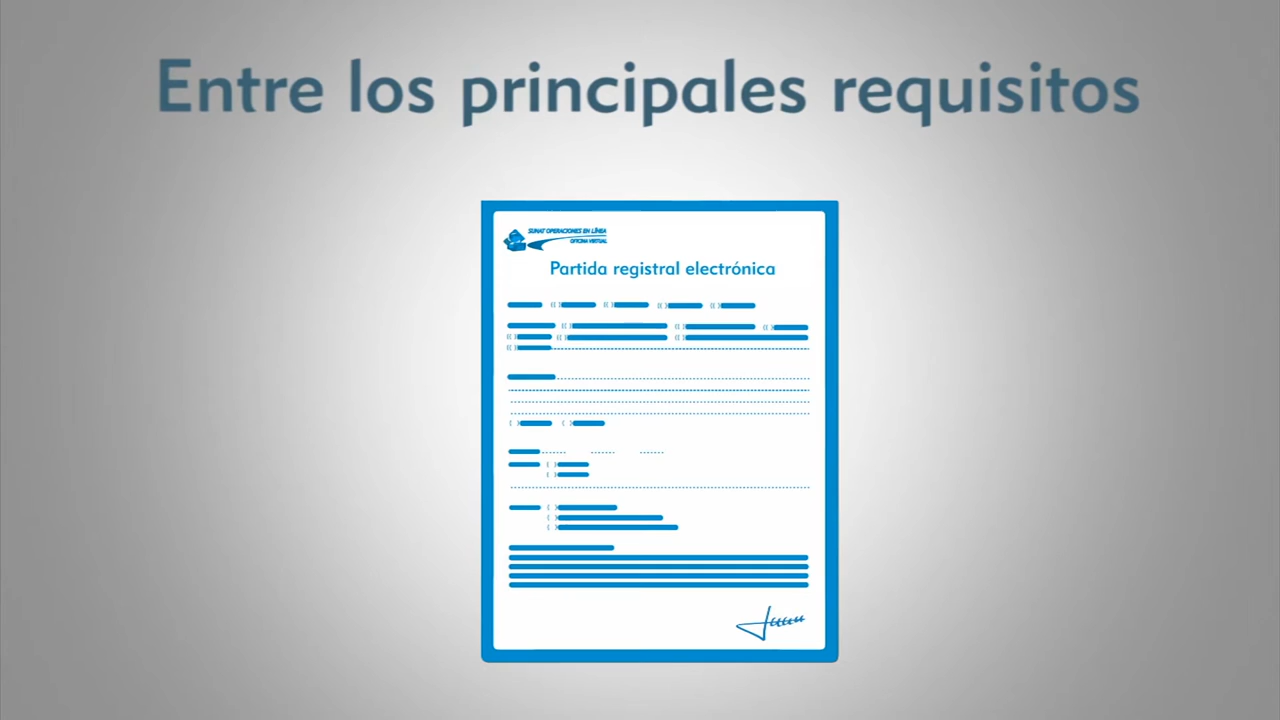 Entre los principales requisitos
SUNAT OPERACIONES EN LÍNEA
OFICINA VIRTUAL
Partida registral electrónica